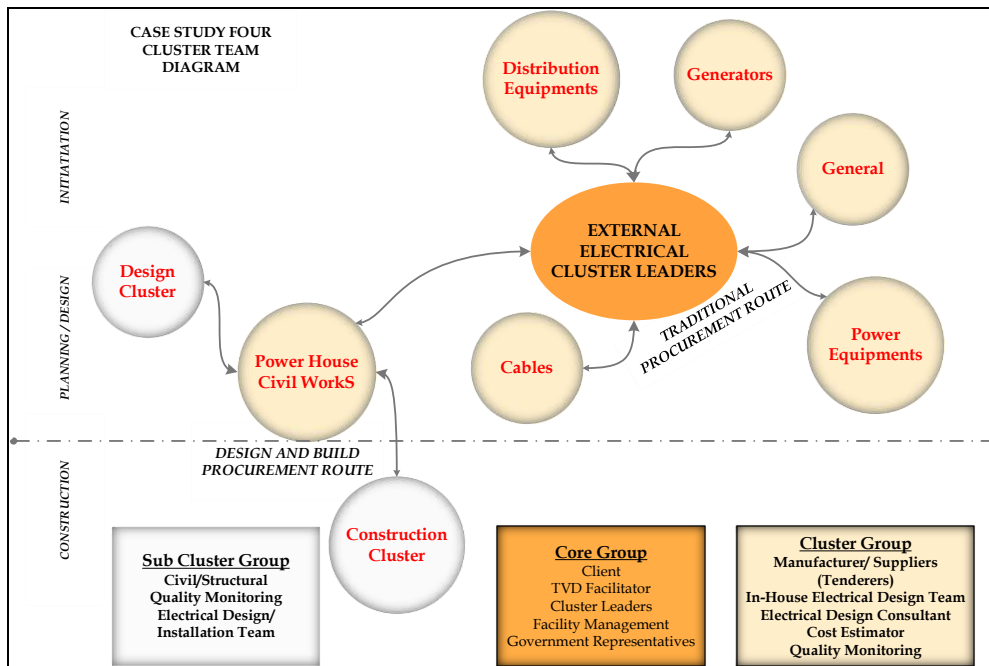 CASE STUDY FOUR
CLUSTER TEAM
DIAGRAM
INITIATIATION
PLANNING / DESIGN
CONSTRUCTION
Distribution
Equipments
Generators
General
EXTERNAL
ELECTRICAL
CLUSTER LEADERS
Design
Cluster
TRADITIONAL
PROCUREMENT ROUTE
Power House
Civil WorkS
Cables
Power
Equipments
DESIGN AND BUILD
PROCUREMENT ROUTE
Construction
Cluster
Sub Cluster Group
Civil/Structural
Quality Monitoring
Electrical Design/
Installation Team
Core Group
Client
TVD Facilitator
Cluster Leaders
Facility Management
Government Representatives
Cluster Group
Manufacturer/ Suppliers
(Tenderers)
In-House Electrical Design Team
Electrical Design Consultant
Cost Estimator
Quality Monitoring